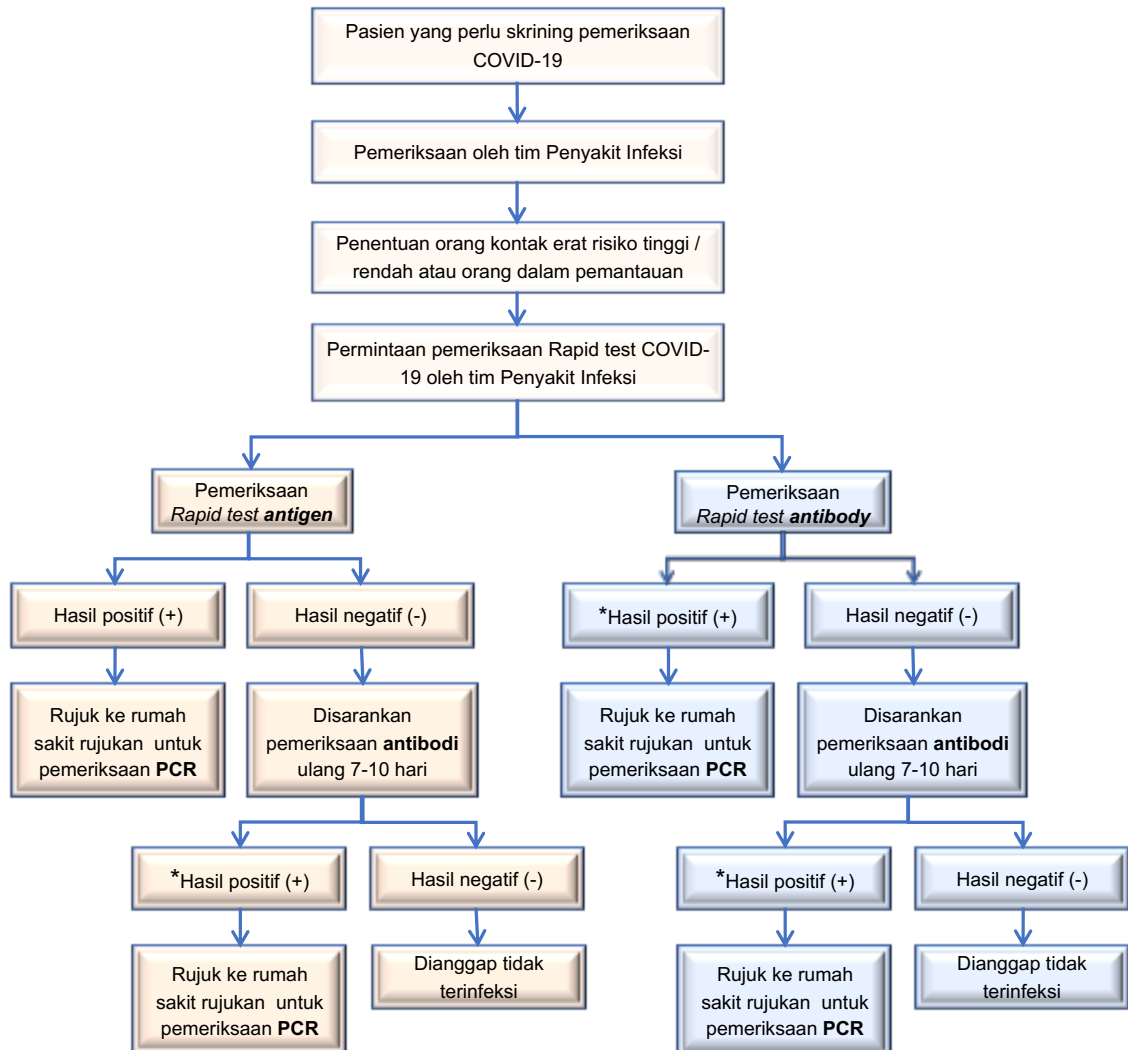 Pasien yang perlu skrining pemeriksaan
COVID-19
Pemeriksaan oleh tim Penyakit Infeksi
Penentuan orang kontak erat risiko tinggi /
rendah atau orang dalam pemantauan
Permintaan pemeriksaan Rapid test COVID-
19 oleh tim Penyakit Infeksi
Pemeriksaan
Rapid test antigen
Pemeriksaan
Rapid test antibody
Hasil positif (+)
Hasil negatif (-)
*Hasil positif (+)
Hasil negatif (-)
Rujuk ke rumah
sakit rujukan untuk
pemeriksaan PCR
Disarankan
pemeriksaan antibodi
ulang 7-10 hari
Rujuk ke rumah
sakit rujukan untuk
pemeriksaan PCR
Disarankan
pemeriksaan antibodi
ulang 7-10 hari
*Hasil positif (+)
Hasil negatif (-)
*Hasil positif (+)
Hasil negatif (-)
Rujuk ke rumah
sakit rujukan untuk
pemeriksaan PCR
Dianggap tidak
terinfeksi
Rujuk ke rumah
sakit rujukan untuk
pemeriksaan PCR
Dianggap tidak
terinfeksi